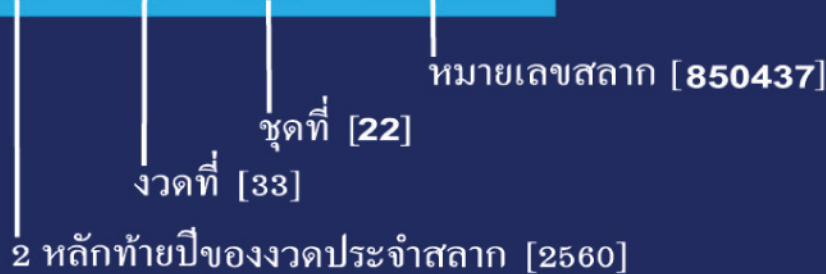 หมายเลขสลาก [850437]
ชุดที่ [22]
งวดที่ [33]
2 หลักท้ายปีของงวดประจำสลาก [2560]